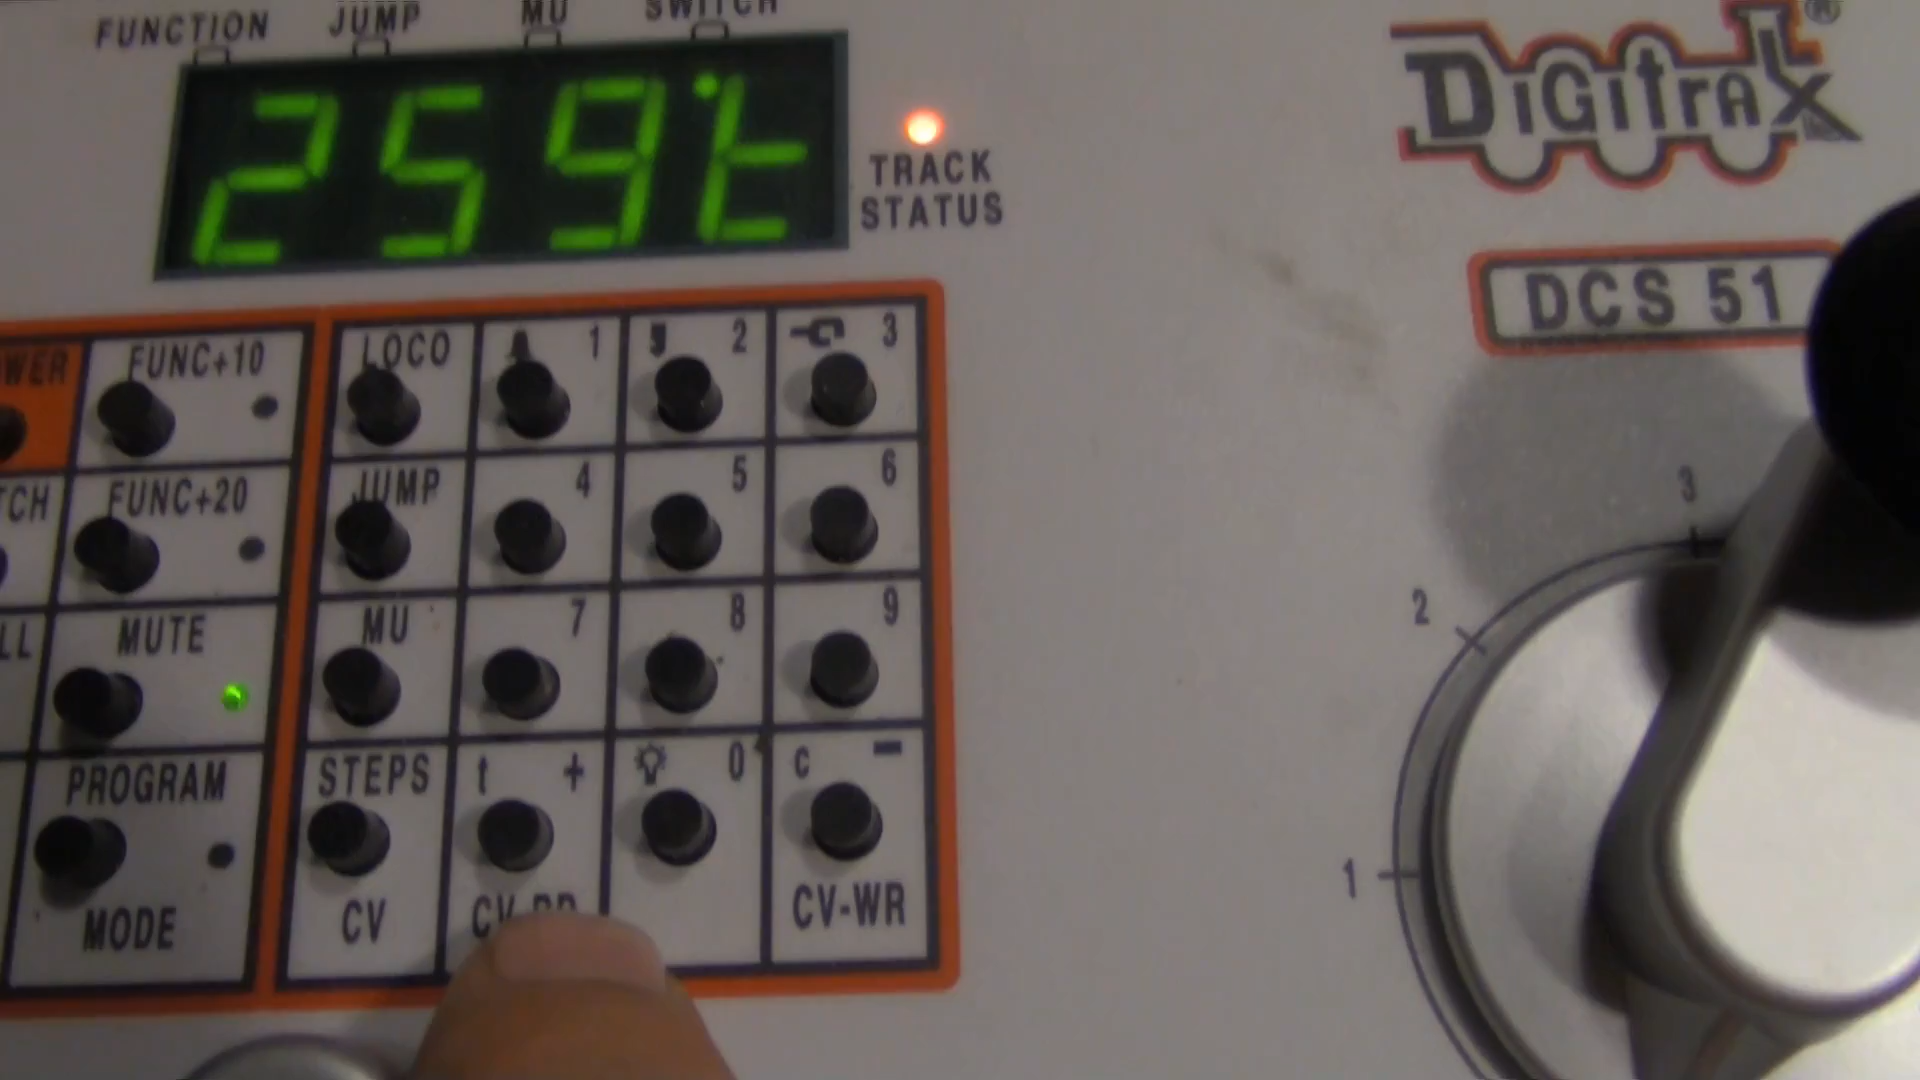 FUNCTION JUMP MU SWITCH
259t
TRACK
STATUS
DIGITRAX
®
DCS 51
FUNC+10
LOCO
1
2
3
FUNC+20
JUMP
4
5
6
MUTE
MU
7
8
9
PROGRAM
MODE
STEPS
CV
t +
0
c -
CV-WR
3
2
1